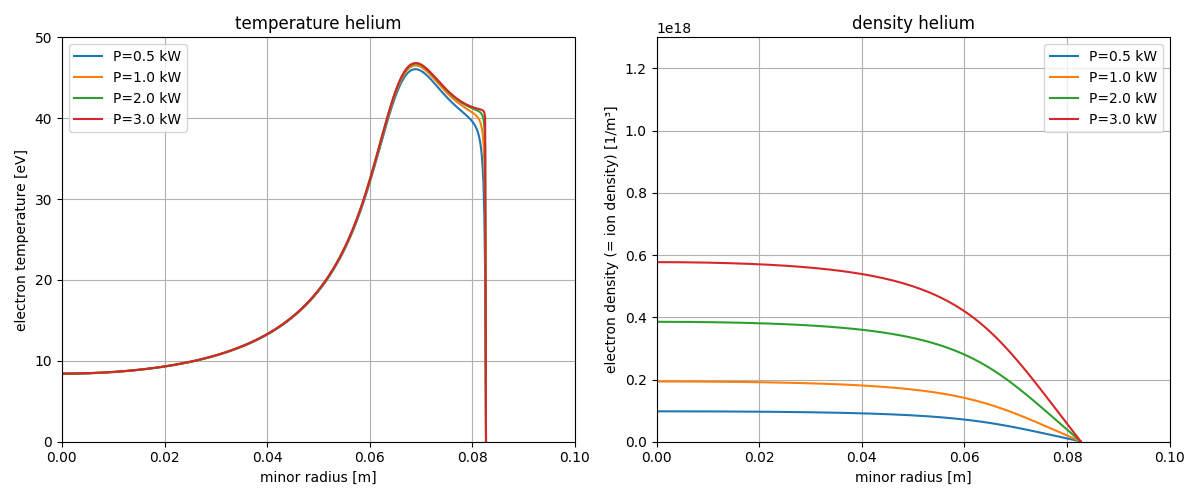 temperature helium
electron temperature [eV]
50
40
30
20
10
0
P=0.5 kW
P=1.0 kW
P=2.0 kW
P=3.0 kW
0.00 0.02 0.04 0.06 0.08 0.10
minor radius [m]
density helium
1e18
electron density (= ion density) [1/m³]
1.2
1.0
0.8
0.6
0.4
0.2
0.0
P=0.5 kW
P=1.0 kW
P=2.0 kW
P=3.0 kW
0.00 0.02 0.04 0.06 0.08 0.10
minor radius [m]